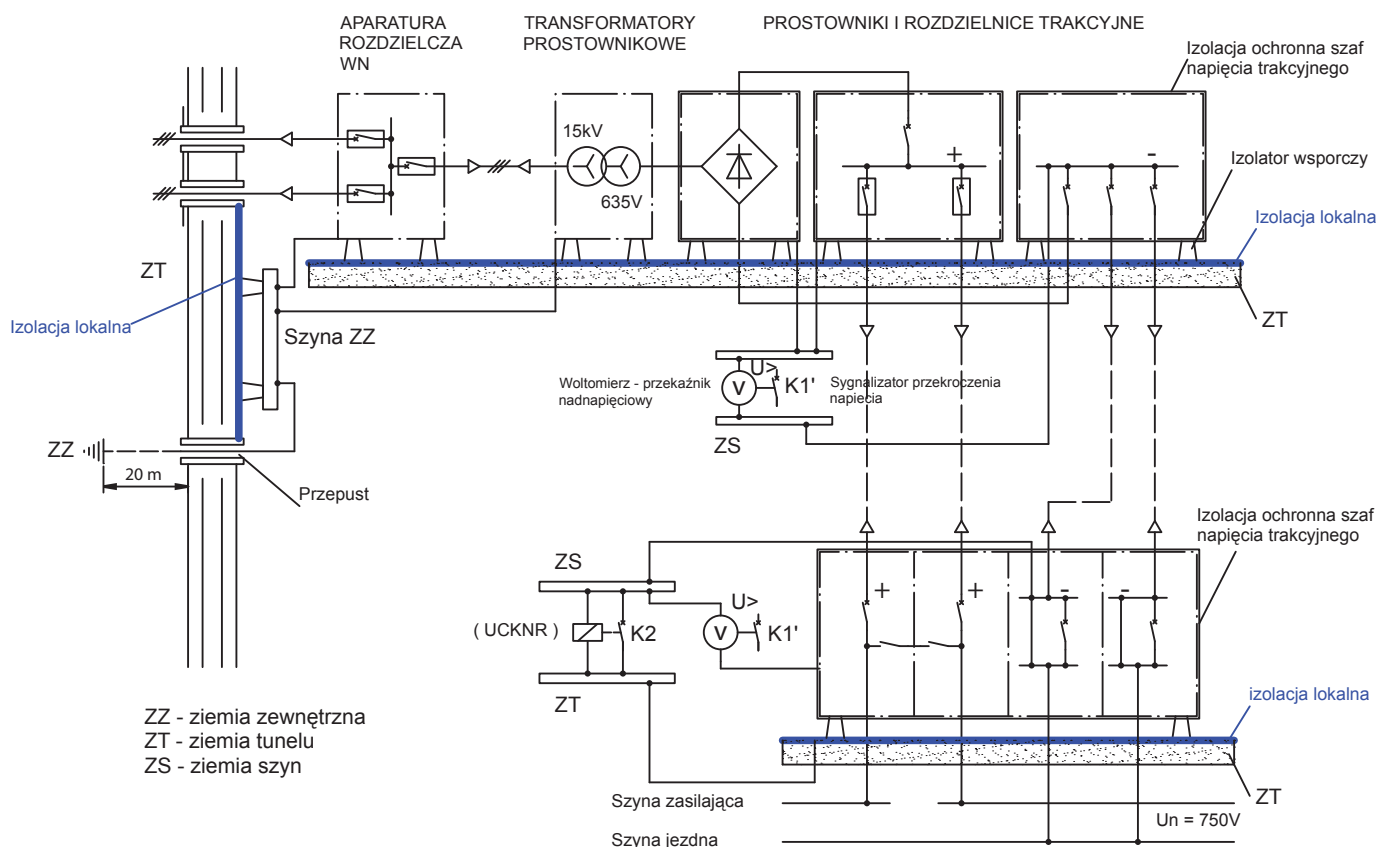 APARATURA
ROZDZIELCZA
WN
TRANSFORMATORY
PROSTOWNIKOWE
PROSTOWNIKI I ROZDZIELNICE TRAKCYJNE
Izolacja ochronna szaf
napięcia trakcyjnego
15kV
635V
+
-
Izolator wsporczy
Izolacja lokalna
ZT
ZT
Izolacja lokalna
Szyna ZZ
U>
Woltomierz - przekaźnik
nadnapięciowy
V
K1'
Sygnalizator przekroczenia
napiecia
ZS
ZZ
20 m
Przepust
Izolacja ochronna szaf
napięcia trakcyjnego
ZS
+
+
-
-
U>
( UCKNR )
K2
V
K1'
ZT
izolacja lokalna
ZZ - ziemia zewnętrzna
ZT - ziemia tunelu
ZS - ziemia szyn
ZT
Szyna zasilająca
Un = 750V
Szyna jezdna